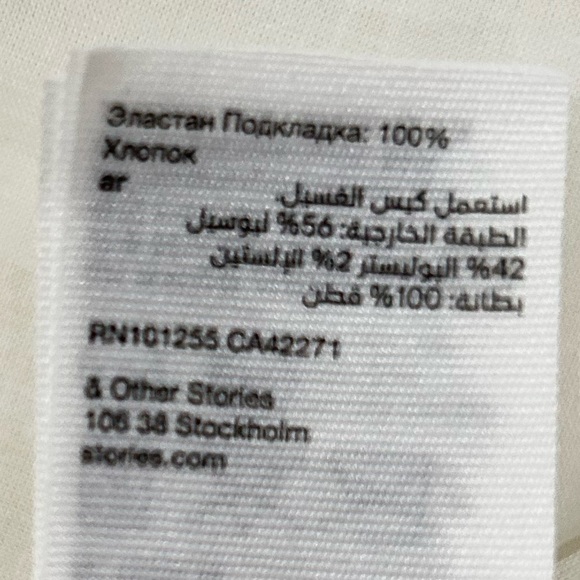 Эластан Подкладка: 100%
Хлопок
ar
استعمل كيس الغسيل.
الطبقة الخارجية: 56% ليوسيل
42% البوليستر 2% الإلستين
بطانة: 100% قطن
RN101255 CA42271
& Other Stories
106 38 Stockholm
stories.com